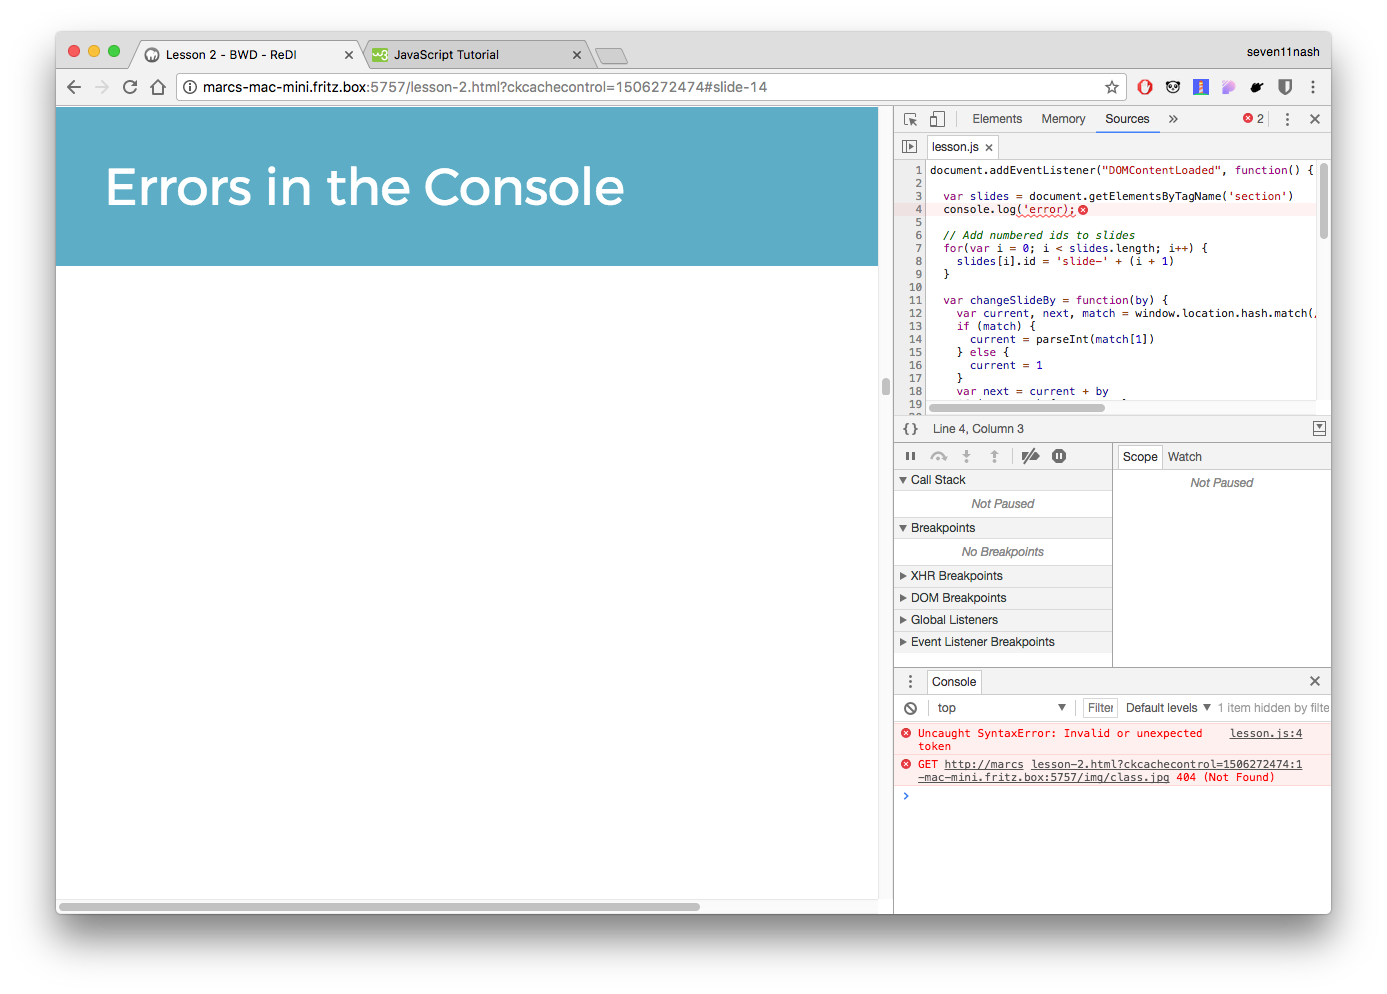 Lesson 2 - BWD - ReDI
JavaScript Tutorial
seven11nash
marcs-mac-mini.fritz.box:5757/lesson-2.html?ckcachecontrol=1506272474#slide-14
Errors in the Console
Elements Memory Sources » 2
lesson.js
1 document.addEventListener("DOMContentLoaded", function() {
2
3 var slides = document.getElementsByTagName('section')
4 console.log('error);
5
6 // Add numbered ids to slides
7 for(var i = 0; i < slides.length; i++) {
8 slides[i].id = 'slide-' + (i + 1)
9 }
10
11 var changeSlideBy = function(by) {
12 var current, next, match = window.location.hash.match(
13 if (match) {
14 current = parseInt(match[1])
15 } else {
16 current = 1
17 }
18 var next = current + by
19
{} Line 4, Column 3
Scope Watch
Call Stack
Not Paused
Not Paused
Breakpoints
No Breakpoints
XHR Breakpoints
DOM Breakpoints
Global Listeners
Event Listener Breakpoints
Console
top Filter Default levels 1 item hidden by filte
Uncaught SyntaxError: Invalid or unexpected lesson.js:4
token
GET http://marcs lesson-2.html?ckcachecontrol=1506272474:1
-mac-mini.fritz.box:5757/img/class.jpg 404 (Not Found)
>